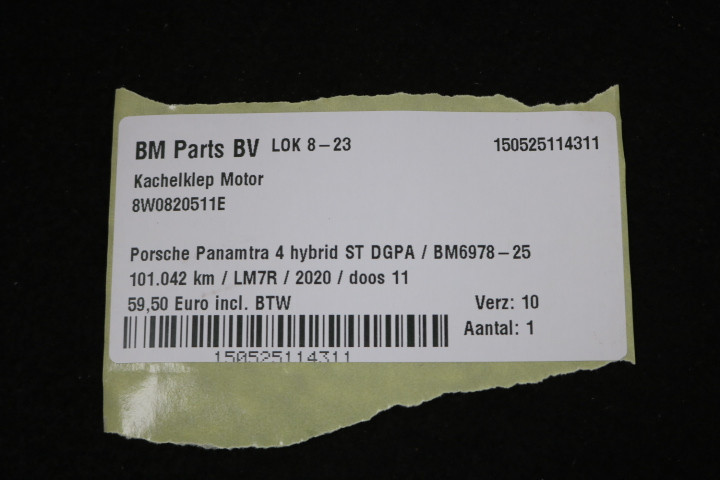 BM Parts BV LOK 8-23 150525114311
Kachelklep Motor
8W0820511E
Porsche Panamtra 4 hybrid ST DGPA / BM6978-25
101.042 km / LM7R / 2020 / doos 11
59,50 Euro incl. BTW Verz: 10
Aantal: 1
150525114311